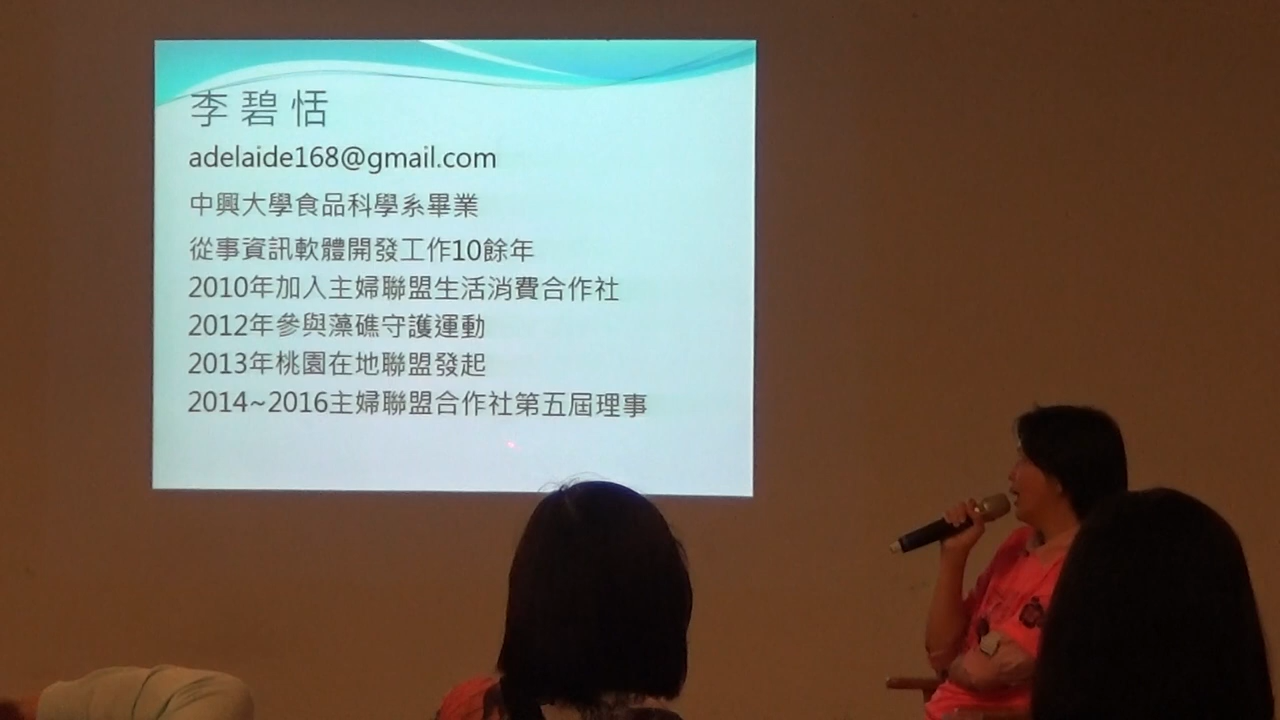 李碧恬
adelaide168@gmail.com
中興大學食品科學系畢業
從事資訊軟體開發工作10餘年
2010年加入主婦聯盟生活消費合作社
2012年參與藻礁守護運動
2013年桃園在地聯盟發起
2014~2016主婦聯盟合作社第五屆理事